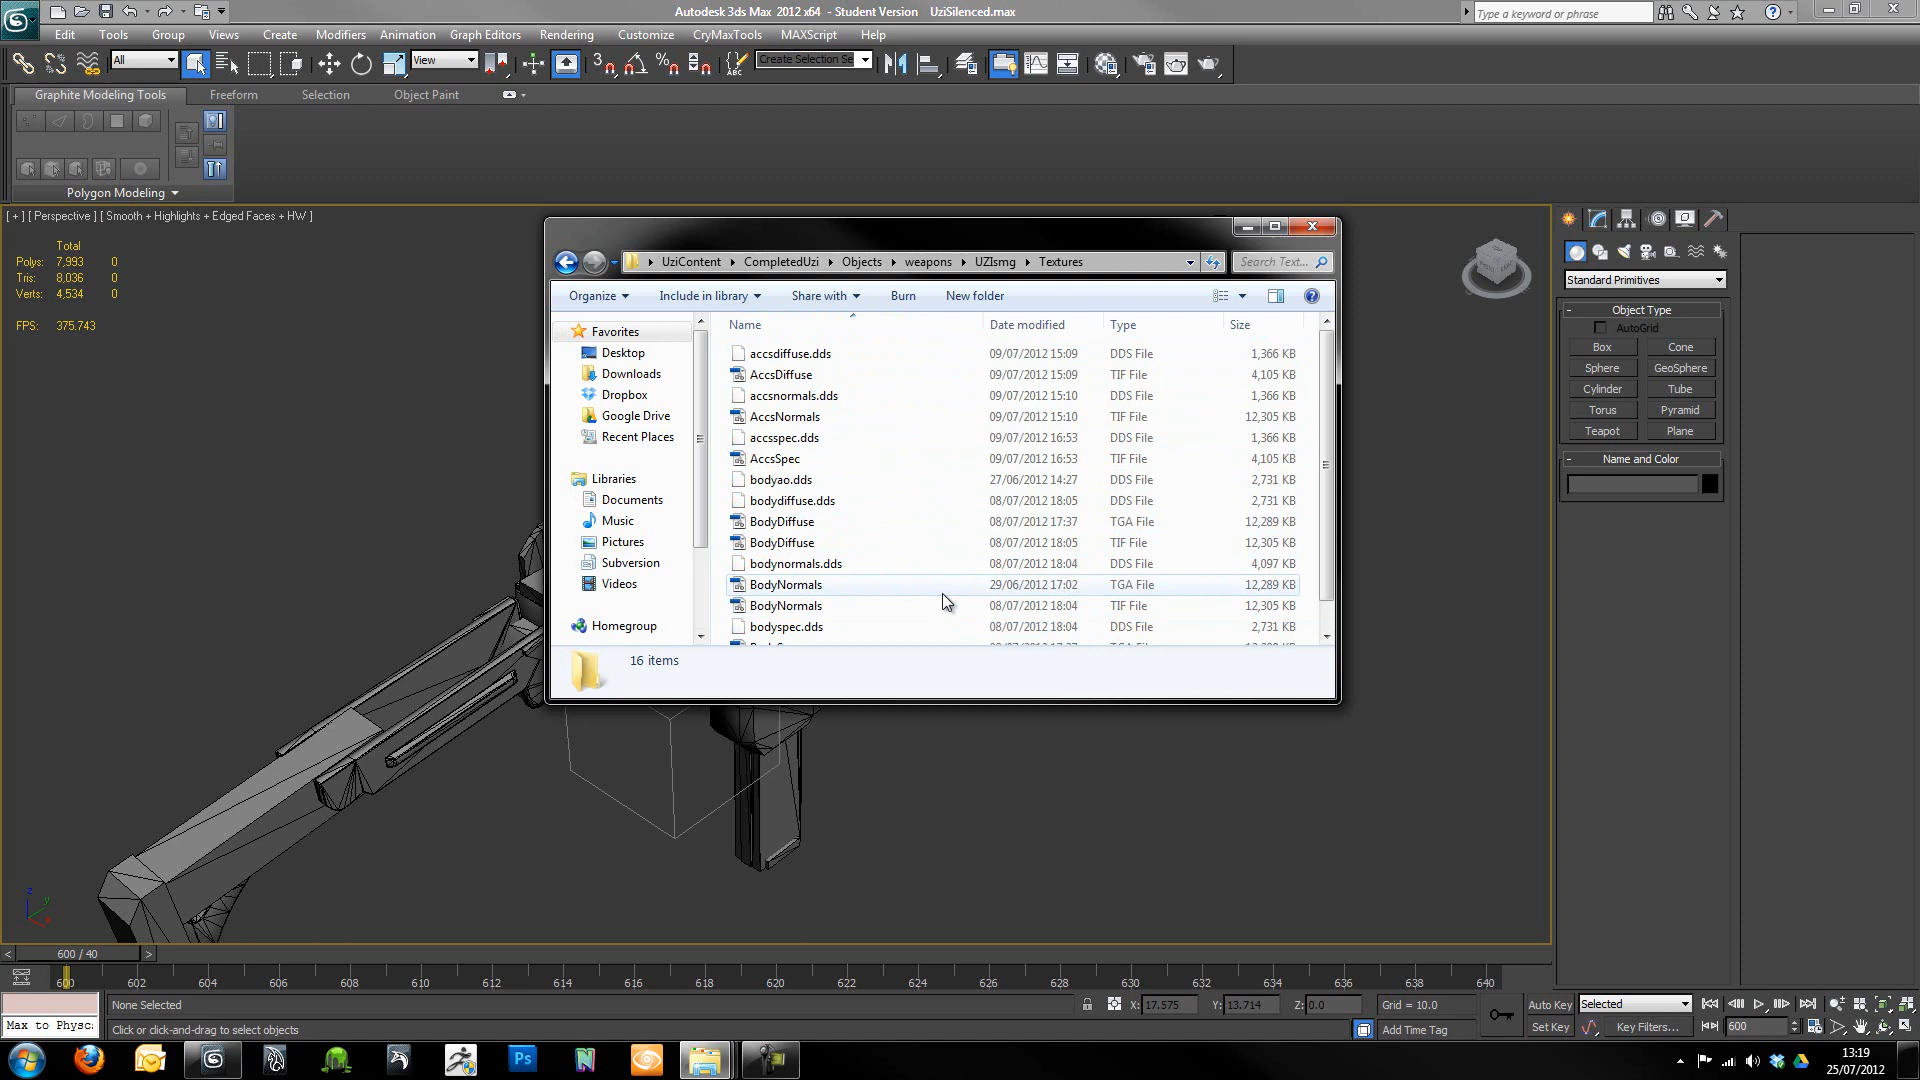 Autodesk 3ds Max 2012 x64 - Student Version UziSilenced.max
Type a keyword or phrase
Edit Tools Group Views Create Modifiers Animation Graph Editors Rendering Customize CryMaxTools MAXScript Help
All View Create Selection Se
Graphite Modeling Tools Freeform Selection Object Paint
Polygon Modeling
[ + ] [ Perspective ] [ Smooth + Highlights + Edged Faces + HW ]
Total
Polys: 7,993 0
Tris: 8,036 0
Verts: 4,534 0
FPS: 375.743
UziContent CompletedUzi Objects weapons UZIsmg Textures
Search Text...
Organize Include in library Share with Burn New folder
Favorites
Desktop
Downloads
Dropbox
Google Drive
Recent Places
Libraries
Documents
Music
Pictures
Subversion
Videos
Homegroup
Name Date modified Type Size
accsdiffuse.dds 09/07/2012 15:09 DDS File 1,366 KB
AccsDiffuse 09/07/2012 15:09 TIF File 4,105 KB
accsnormals.dds 09/07/2012 15:10 DDS File 1,366 KB
AccsNormals 09/07/2012 15:10 TIF File 12,305 KB
accsspec.dds 09/07/2012 16:53 DDS File 1,366 KB
AccsSpec 09/07/2012 16:53 TIF File 4,105 KB
bodyao.dds 27/06/2012 14:27 DDS File 2,731 KB
bodydiffuse.dds 08/07/2012 18:05 DDS File 2,731 KB
BodyDiffuse 08/07/2012 17:37 TGA File 12,289 KB
BodyDiffuse 08/07/2012 18:05 TIF File 12,305 KB
bodynormals.dds 08/07/2012 18:04 DDS File 4,097 KB
BodyNormals 29/06/2012 17:02 TGA File 12,289 KB
BodyNormals 08/07/2012 18:04 TIF File 12,305 KB
bodyspec.dds 08/07/2012 18:04 DDS File 2,731 KB
16 items
Standard Primitives
Object Type
AutoGrid
Box Cone
Sphere GeoSphere
Cylinder Tube
Torus Pyramid
Teapot Plane
Name and Color
600 / 40
600 602 604 606 608 610 612 614 616 618 620 622 624 626 628 630 632 634 636 638 640
None Selected X: 17.575 Y: 13.714 Z: 0.0 Grid = 10.0 Auto Key Selected
Max to Physc:
Click or click-and-drag to select objects Add Time Tag Set Key Key Filters... 600
Ps
13:19
25/07/2012